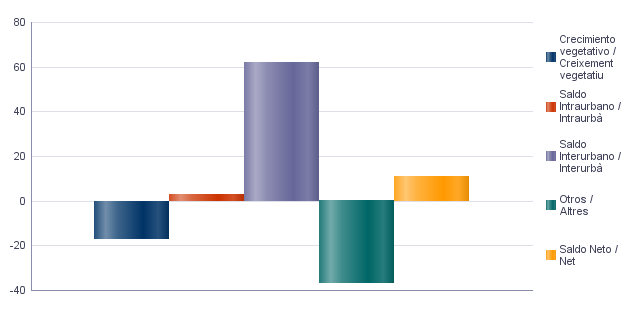 80
60
40
20
0
-20
-40
Crecimiento
vegetativo /
Creixement
vegetatiu
Saldo
Intraurbano /
Intraurbà
Saldo
Interurbano /
Interurbà
Otros /
Altres
Saldo Neto /
Net